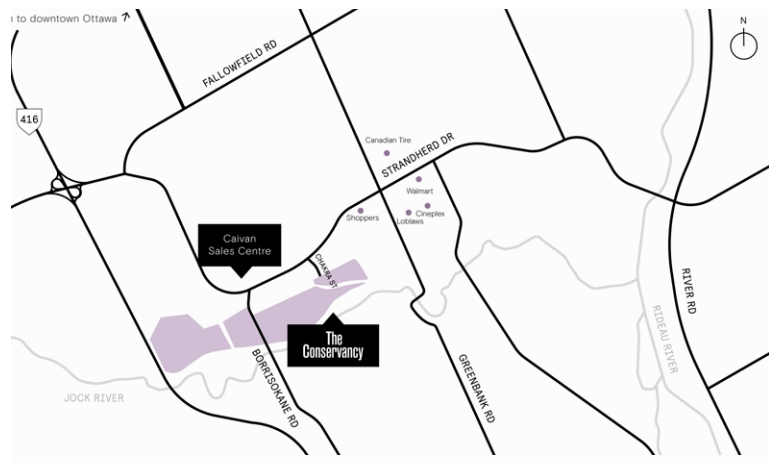 to downtown Ottawa
N
FALLOWFIELD RD
416
Canadian Tire
STRANDHERD DR
Walmart
Shoppers
Cineplex
Loblaws
Caivan
Sales Centre
CHAKRA ST
RIVER RD
RIDEAU RIVER
The
Conservancy
BORRISOKANE RD
GREENBANK RD
JOCK RIVER